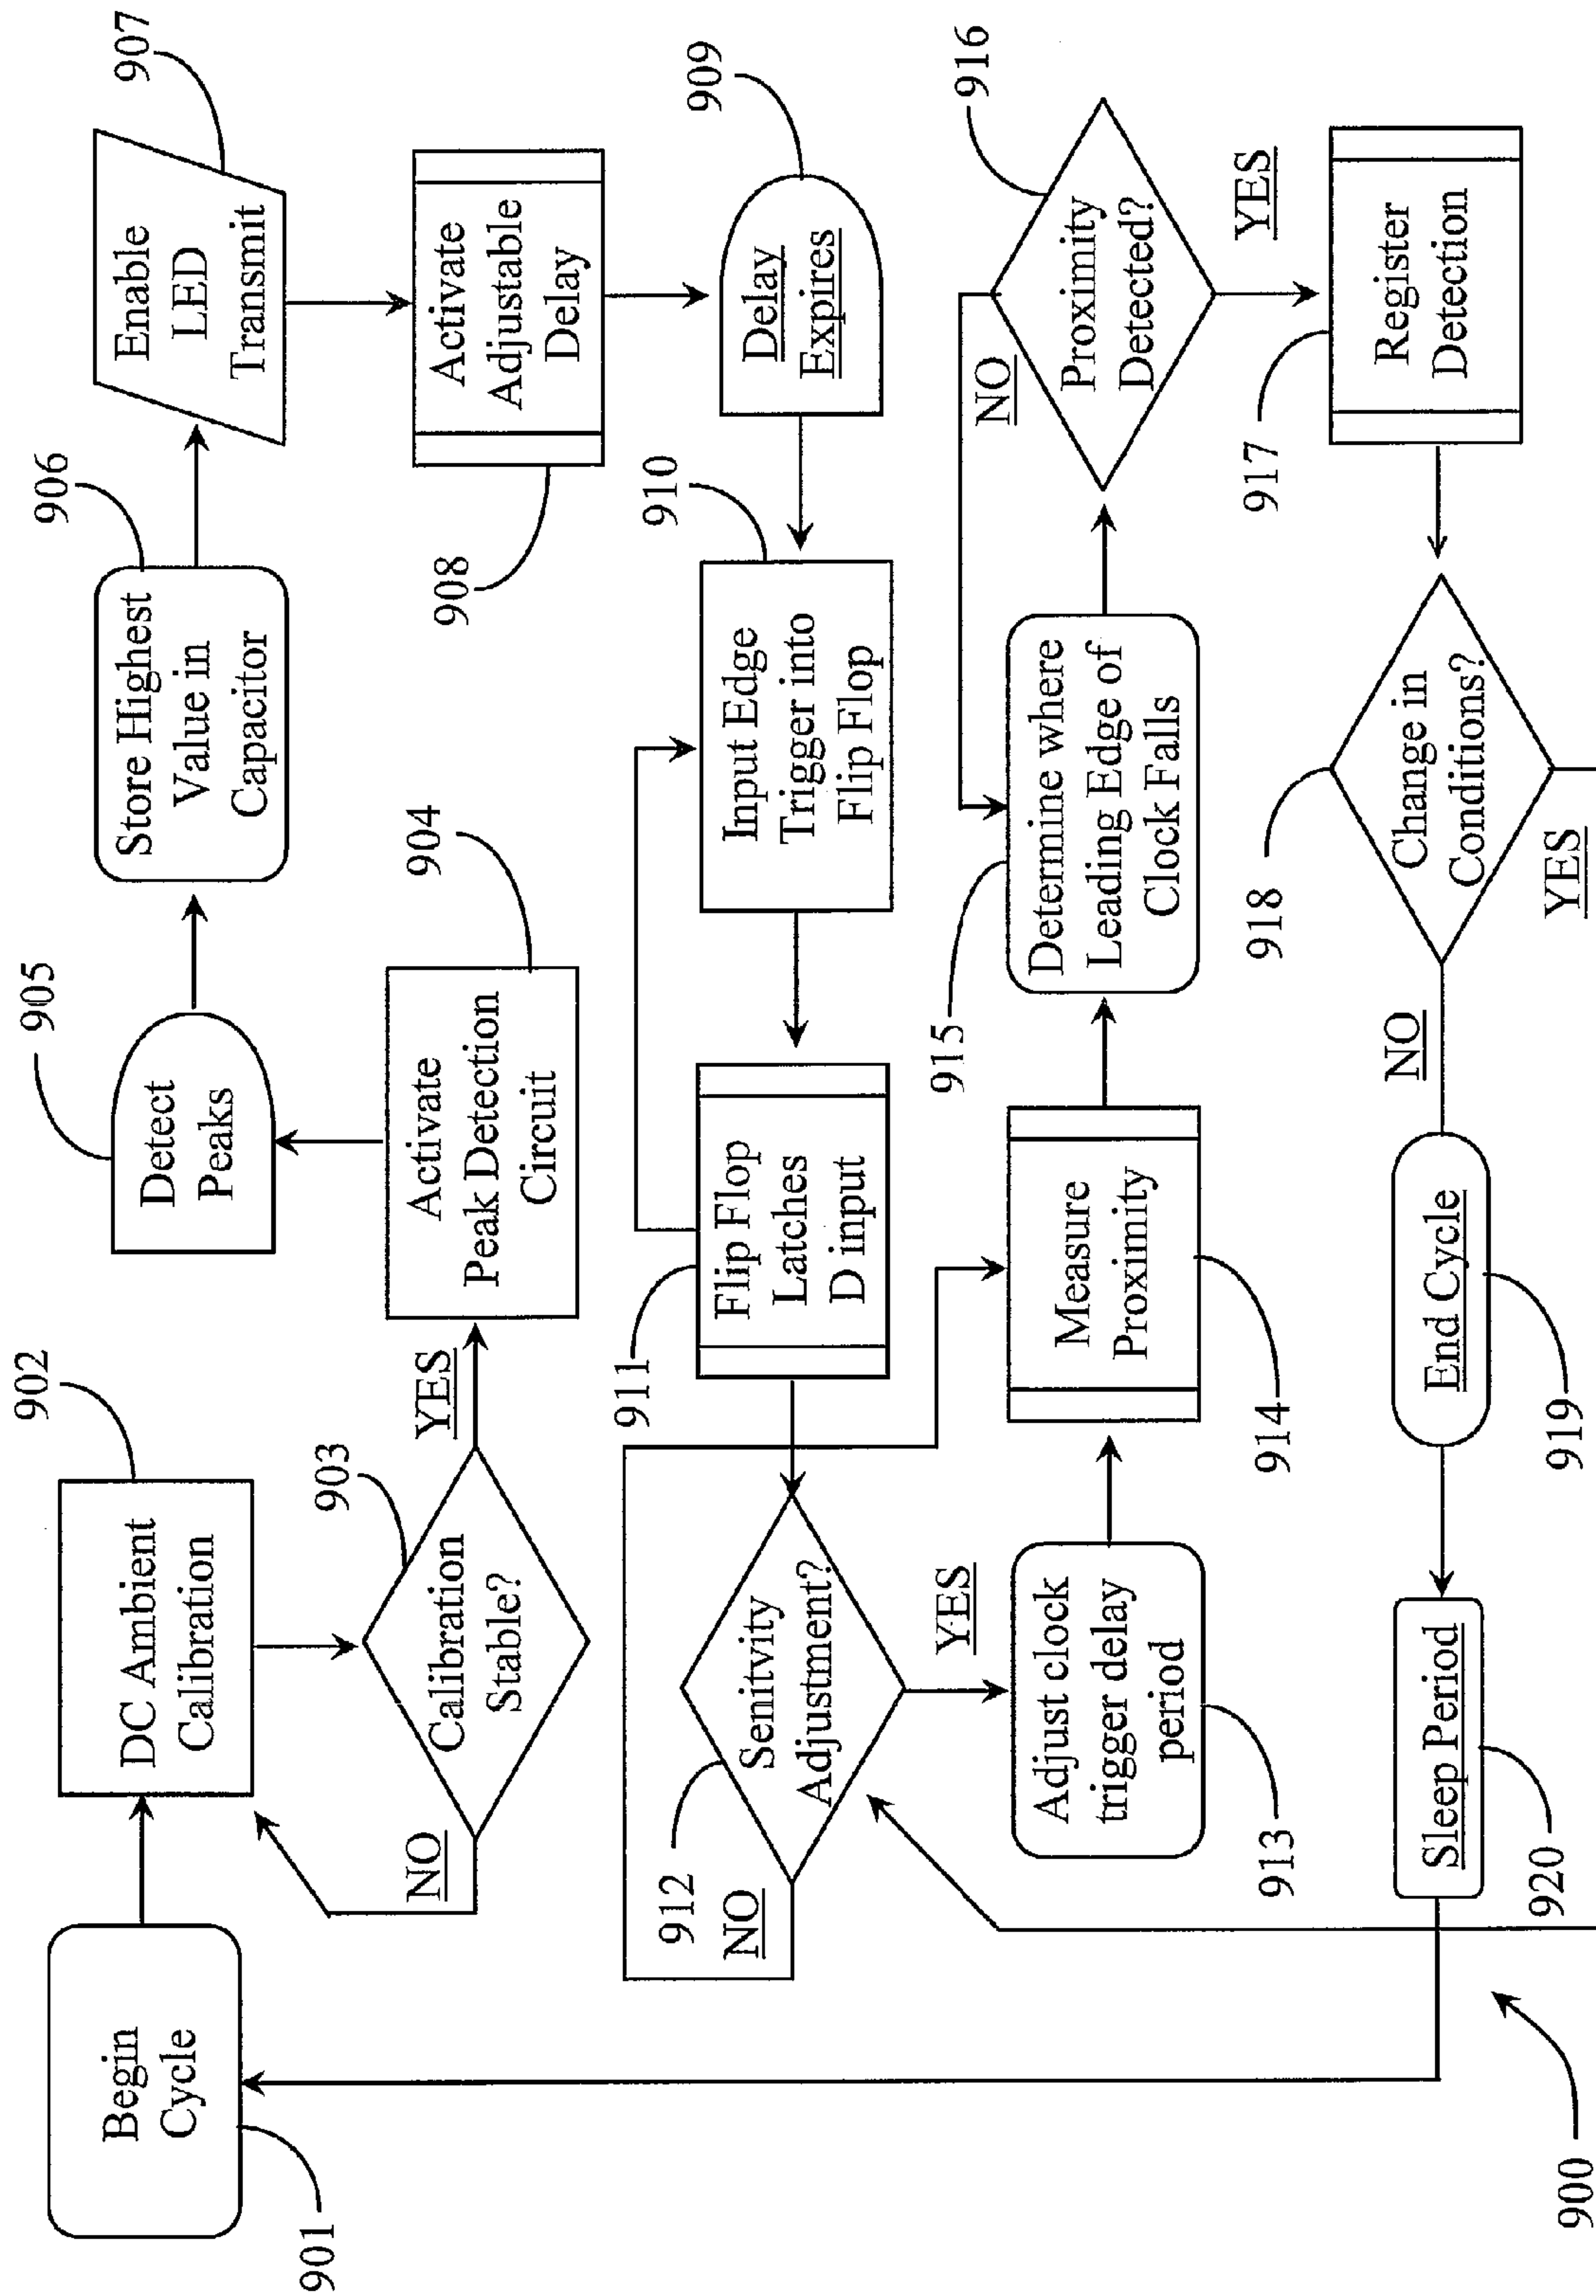 Begin
Cycle
901
DC Ambient
Calibration
902
Calibration
Stable?
903
NO
YES
Activate
Peak Detection
Circuit
904
Detect
Peaks
905
Store Highest
Value in
Capacitor
906
Enable
LED
Transmit
907
Activate
Adjustable
Delay
908
Delay
Expires
909
Input Edge
Trigger into
Flip Flop
910
Flip Flop
Latches
D input
911
Senitvity
Adjustment?
912
NO
YES
Adjust clock
trigger delay
period
913
Measure
Proximity
914
Determine where
Leading Edge of
Clock Falls
915
Proximity
Detected?
916
NO
YES
Register
Detection
917
Change in
Conditions?
918
NO
YES
End Cycle
919
Sleep Period
920
900